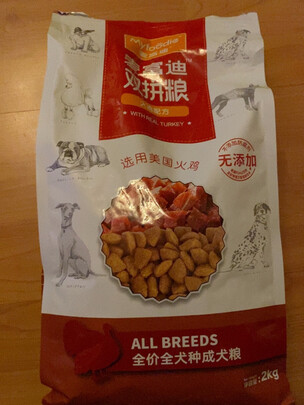 Myfoodie
麦富迪
双拼粮
WITH REAL TURKEY
选用美国火鸡
无添加
ALL BREEDS
全价全犬种成犬粮
2kg